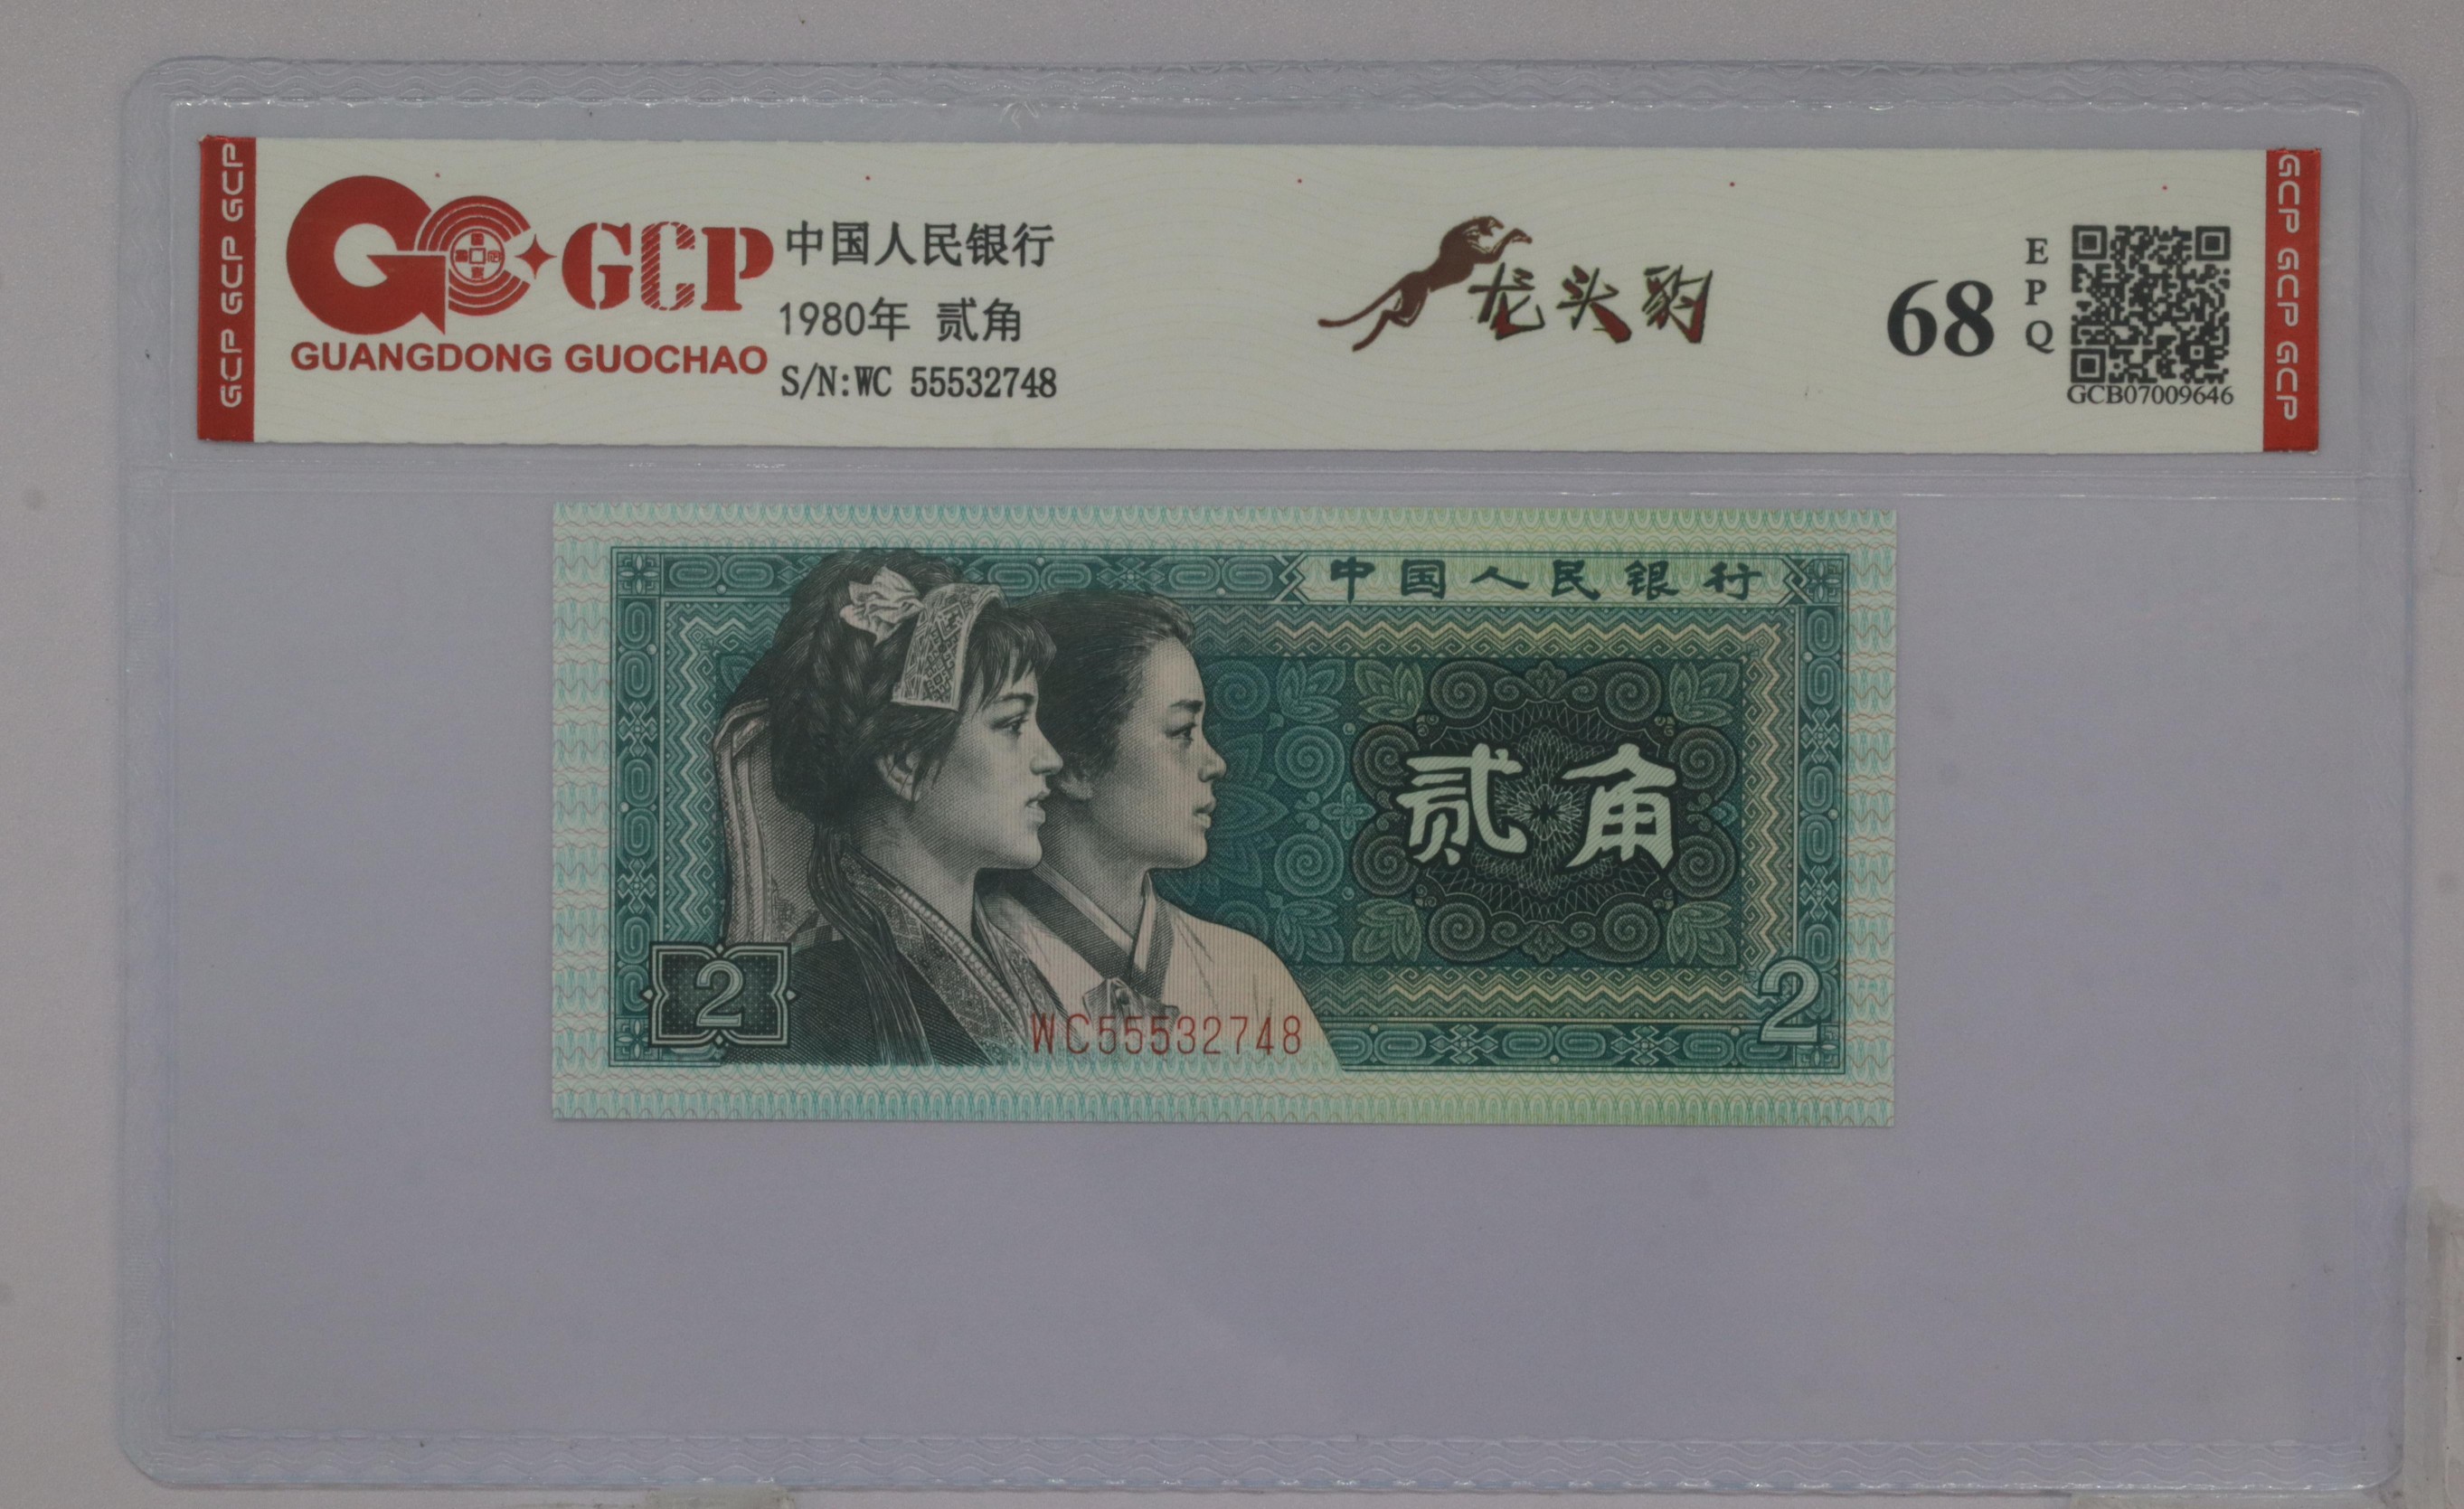 GCP GCP GCP
GCP
GUANGDONG GUOCHAO
中国人民银行
1980年 贰角
S/N:WC 55532748
龙头豹
68
EPQ
GCB07009646
GCP GCP GCP
中国人民银行
贰角
2
2
WC55532748